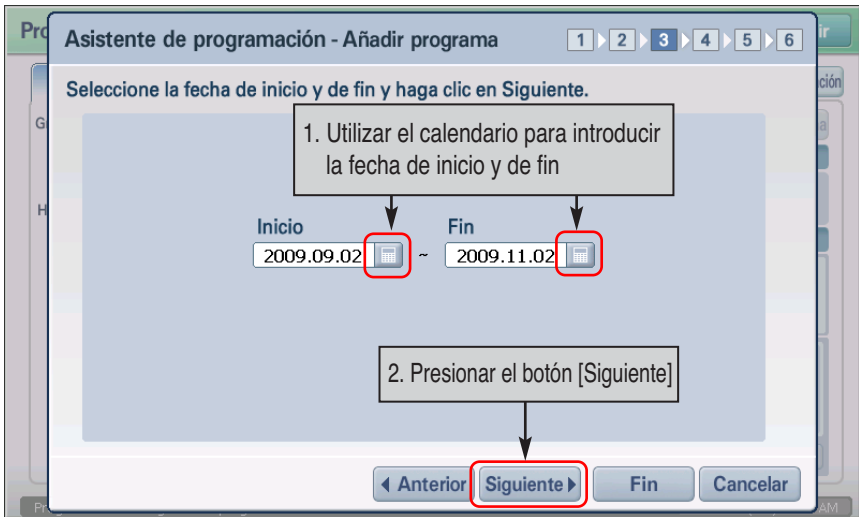 Asistente de programación - Añadir programa
1 2 3 4 5 6
Seleccione la fecha de inicio y de fin y haga clic en Siguiente.
1. Utilizar el calendario para introducir
la fecha de inicio y de fin
Inicio Fin
2009.09.02 ~ 2009.11.02
2. Presionar el botón [Siguiente]
Anterior Siguiente Fin Cancelar